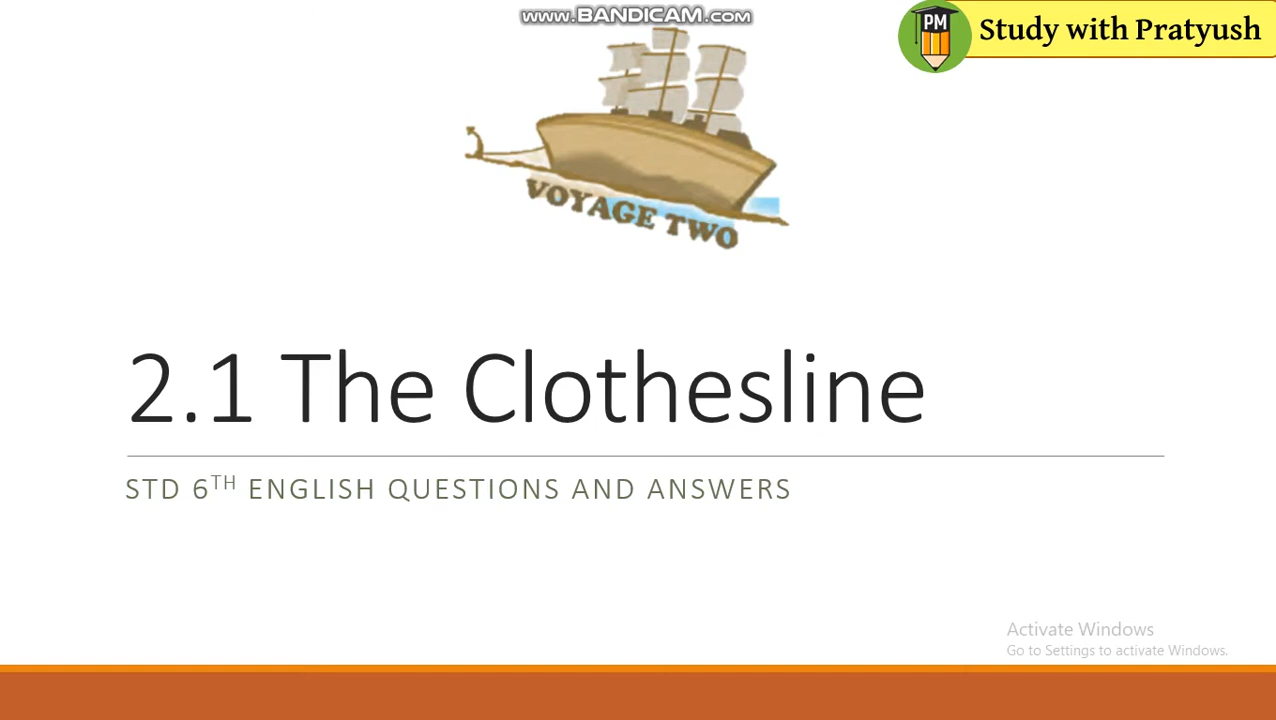 www.BANDICAM.com
PM
Study with Pratyush
VOYAGE TWO
2.1 The Clothesline
STD 6TH ENGLISH QUESTIONS AND ANSWERS
Activate Windows
Go to Settings to activate Windows.